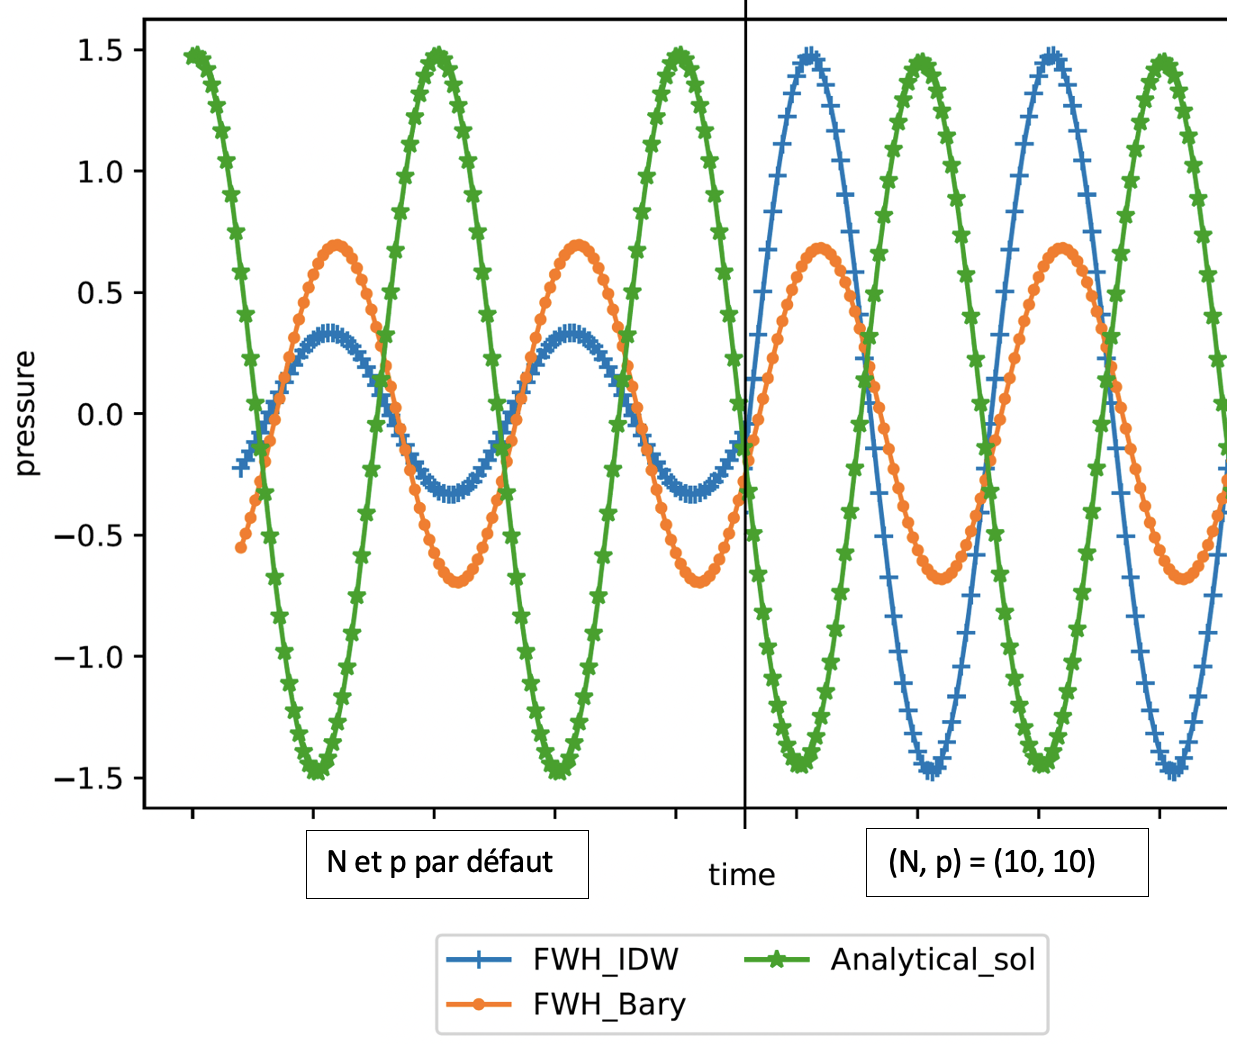 1.5
1.0
0.5
0.0
−0.5
−1.0
−1.5
pressure
N et p par défaut
time
(N, p) = (10, 10)
FWH_IDW
Analytical_sol
FWH_Bary